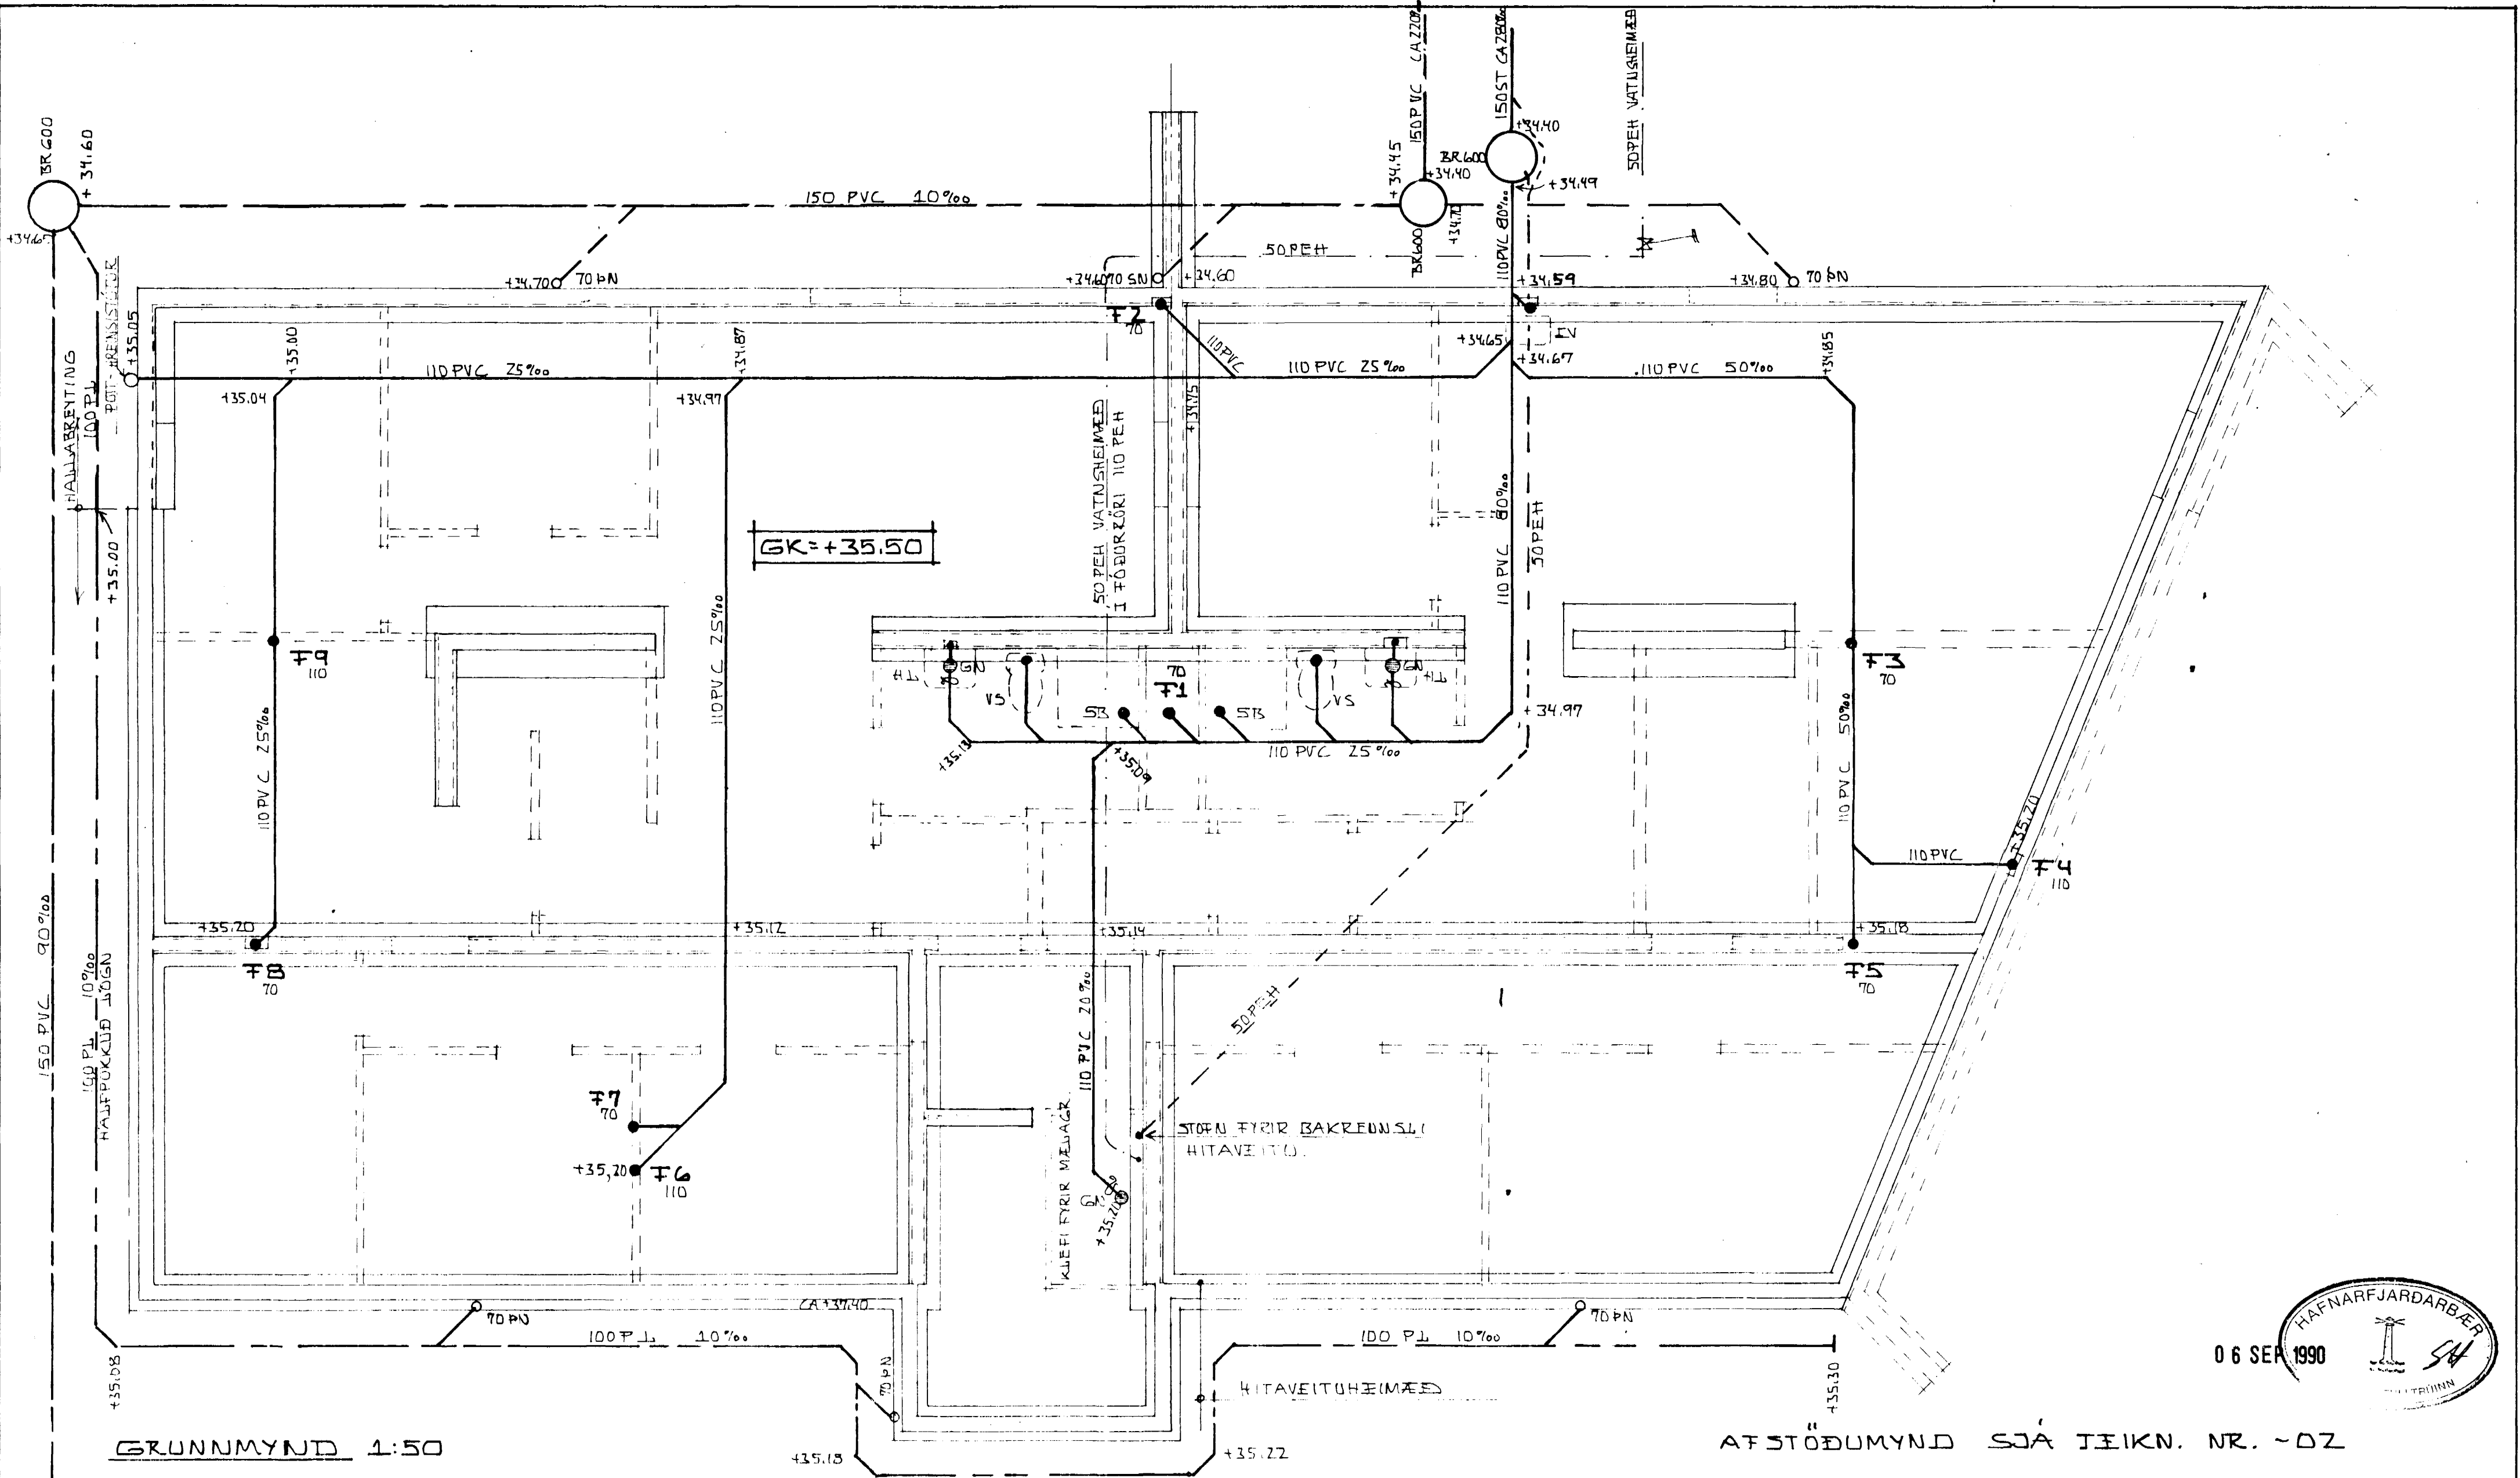 BR 600
+34.60
+34.67
150 PVC 10‰
+34.45
150 PVC CA 220‰
BR 600
+34.40
+34.70
BR 600
150 ST CA 280‰
+34.40
+34.49
50 PEH VATNSHEIMÆÐ
110 PVC 80‰
50 PEH
+34.70 70 ÞN
+34.60 70 SN
+34.60
+34.59
+34.80 70 ÞN
HALLABREYTING
100 PL
+35.05
+35.00
+34.87
F2
70
110 PVC
+34.65
IV
+34.67
+34.85
110 PVC 25‰
110 PVC 25‰
110 PVC 50‰
+35.04
+34.97
+34.75
+35.00
GK=+35.50
50 PEH VATNSHEIMÆÐ
Í FÓÐURRÖRI 110 PEH
110 PVC 80‰
50 PEH
F9
110
110 PVC 25‰
HT
GN
VS
70
F1
SB
SB
VS
GN
HT
F3
70
+34.97
+35.13
+35.09
110 PVC 25‰
110 PVC 25‰
110 PVC 50‰
+35.20
110 PVC
F4
110
+35.20
F8
70
+35.12
+35.14
+35.18
F5
70
150 PVC 90‰
100 PL 10‰
HÁLFPÖKKUÐ LÖGN
110 PVC 20‰
50 PEH
F7
70
+35,20
F6
110
STOFN FYRIR BAKRENNSLI
HITAVEITU.
KLEFI FYRIR MÆLAGR.
GN
+35.20
70 ÞN
CA +37.40
70 ÞN
100 PL 10‰
100 PL 10‰
+35.08
70 ÞN
HITAVEITUHEIMÆÐ
+35.30
+35.18
+35.22
GRUNNMYND 1:50
06 SEP 1990
HAFNARFJARÐARBÆR
AFSTÖÐUMYND SJÁ TEIKN. NR. -02